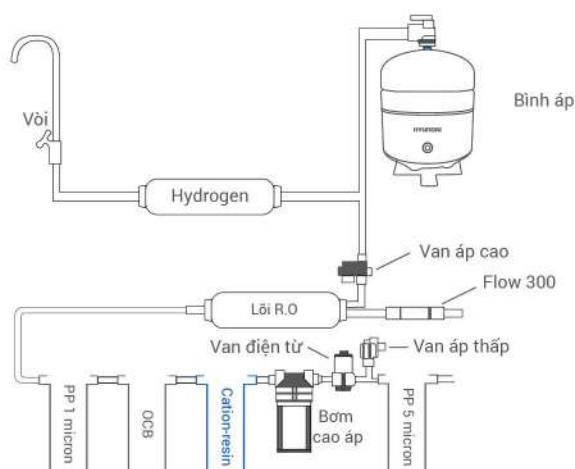 Bình áp
Vòi
HYUNDAI
Hydrogen
Van áp cao
Flow 300
Lõi R.O
Van điện từ
Van áp thấp
PP 1 micron
OCB
Cation-resin
Bơm
cao áp
PP 5 micron